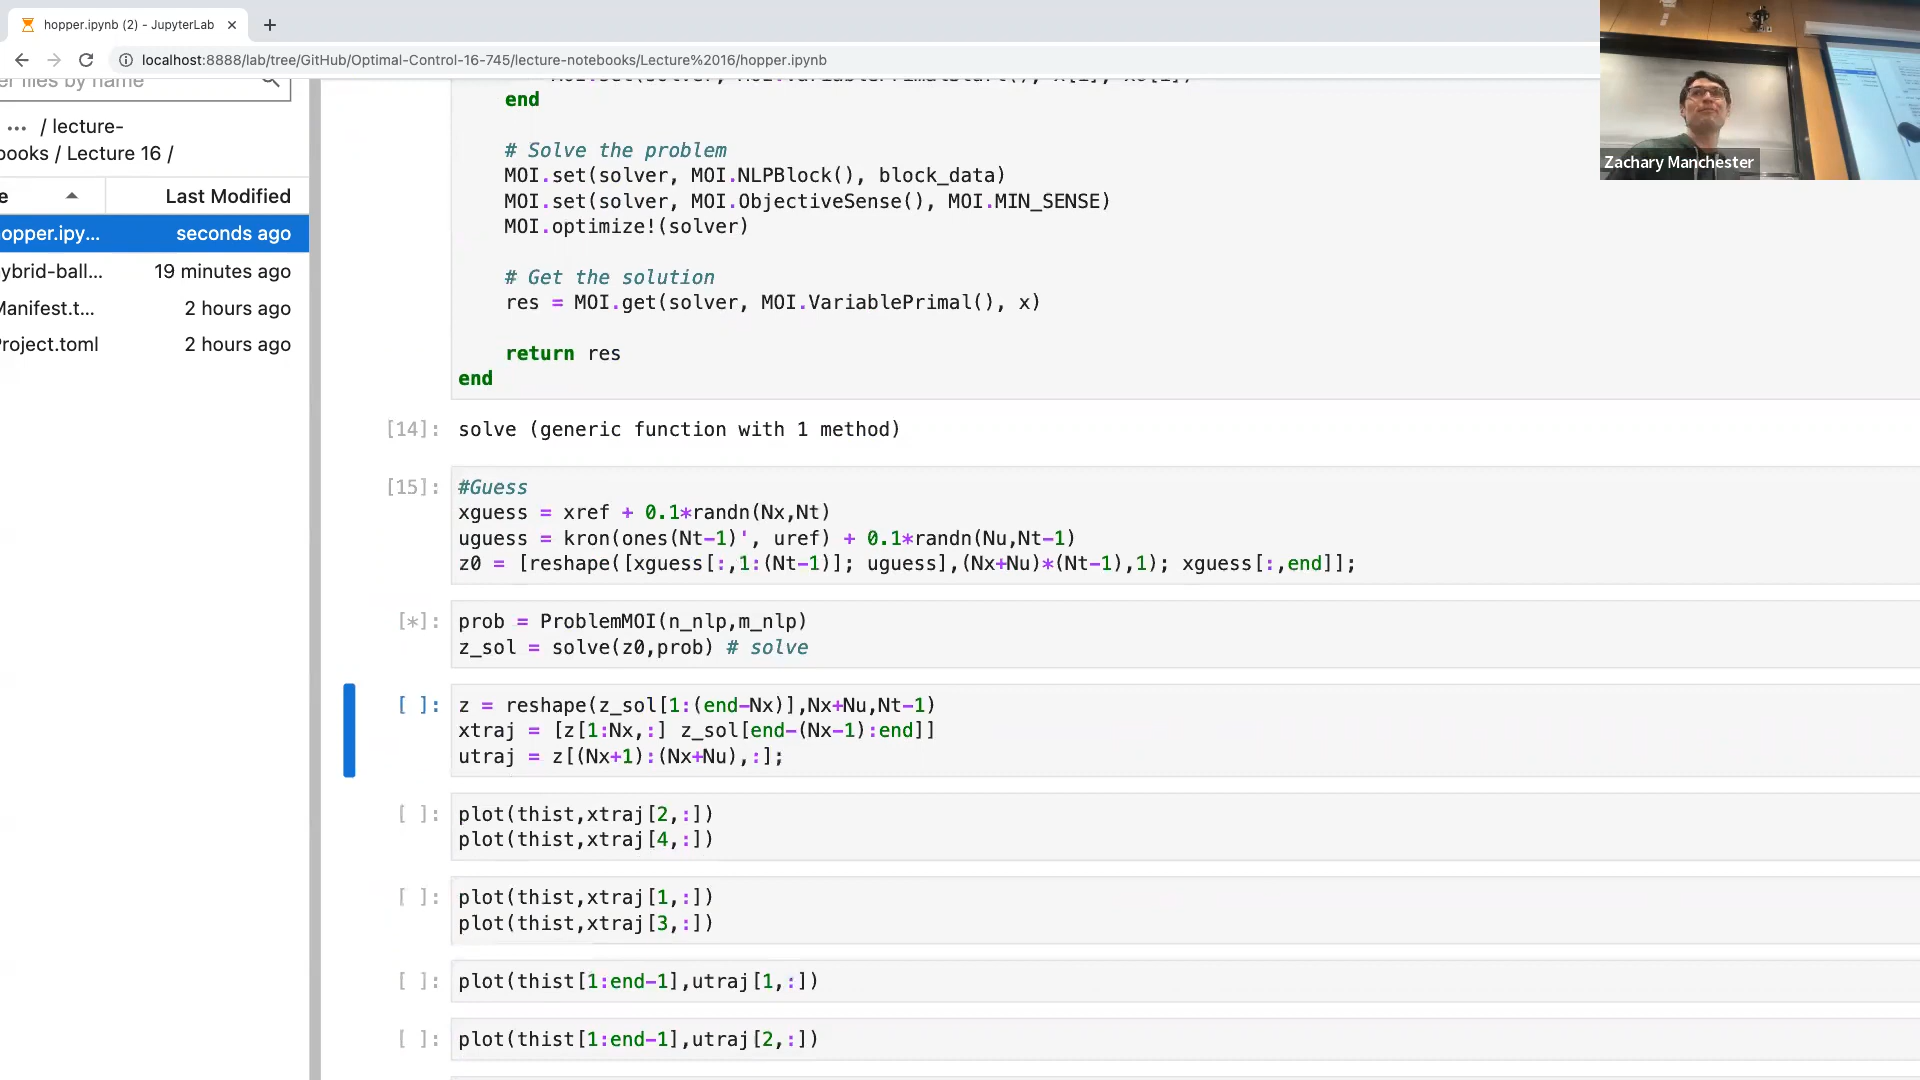 hopper.ipynb (2) - JupyterLab
localhost:8888/lab/tree/GitHub/Optimal-Control-16-745/lecture-notebooks/Lecture%2016/hopper.ipynb
er files by name
··· / lecture-
books / Lecture 16 /
e Last Modified
opper.ipy... seconds ago
ybrid-ball... 19 minutes ago
Manifest.t... 2 hours ago
roject.toml 2 hours ago
end
# Solve the problem
MOI.set(solver, MOI.NLPBlock(), block_data)
MOI.set(solver, MOI.ObjectiveSense(), MOI.MIN_SENSE)
MOI.optimize!(solver)
# Get the solution
res = MOI.get(solver, MOI.VariablePrimal(), x)
return res
end
[14]: solve (generic function with 1 method)
[15]: #Guess
xguess = xref + 0.1*randn(Nx,Nt)
uguess = kron(ones(Nt-1)', uref) + 0.1*randn(Nu,Nt-1)
z0 = [reshape([xguess[:,1:(Nt-1)]; uguess],(Nx+Nu)*(Nt-1),1); xguess[:,end]];
[*]: prob = ProblemMOI(n_nlp,m_nlp)
z_sol = solve(z0,prob) # solve
[ ]: z = reshape(z_sol[1:(end-Nx)],Nx+Nu,Nt-1)
xtraj = [z[1:Nx,:] z_sol[end-(Nx-1):end]]
utraj = z[(Nx+1):(Nx+Nu),:];
[ ]: plot(thist,xtraj[2,:])
plot(thist,xtraj[4,:])
[ ]: plot(thist,xtraj[1,:])
plot(thist,xtraj[3,:])
[ ]: plot(thist[1:end-1],utraj[1,:])
[ ]: plot(thist[1:end-1],utraj[2,:])
Zachary Manchester